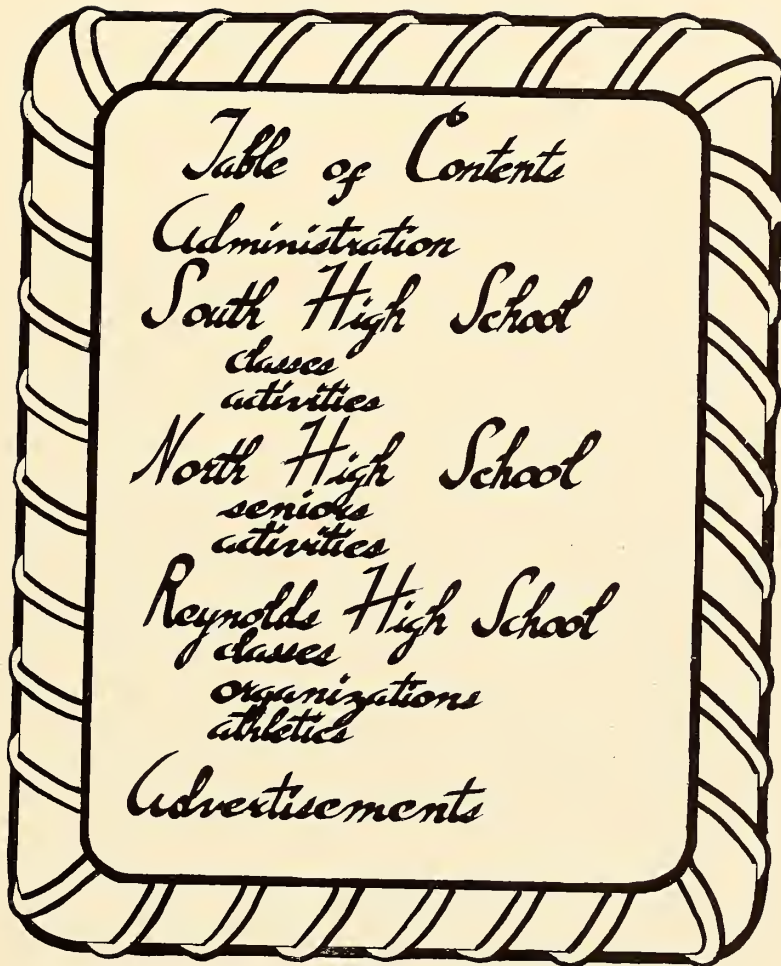 Table of Contents
Administration
South High School
classes
activities
North High School
seniors
activities
Reynolds High School
classes
organizations
athletics
Advertisements